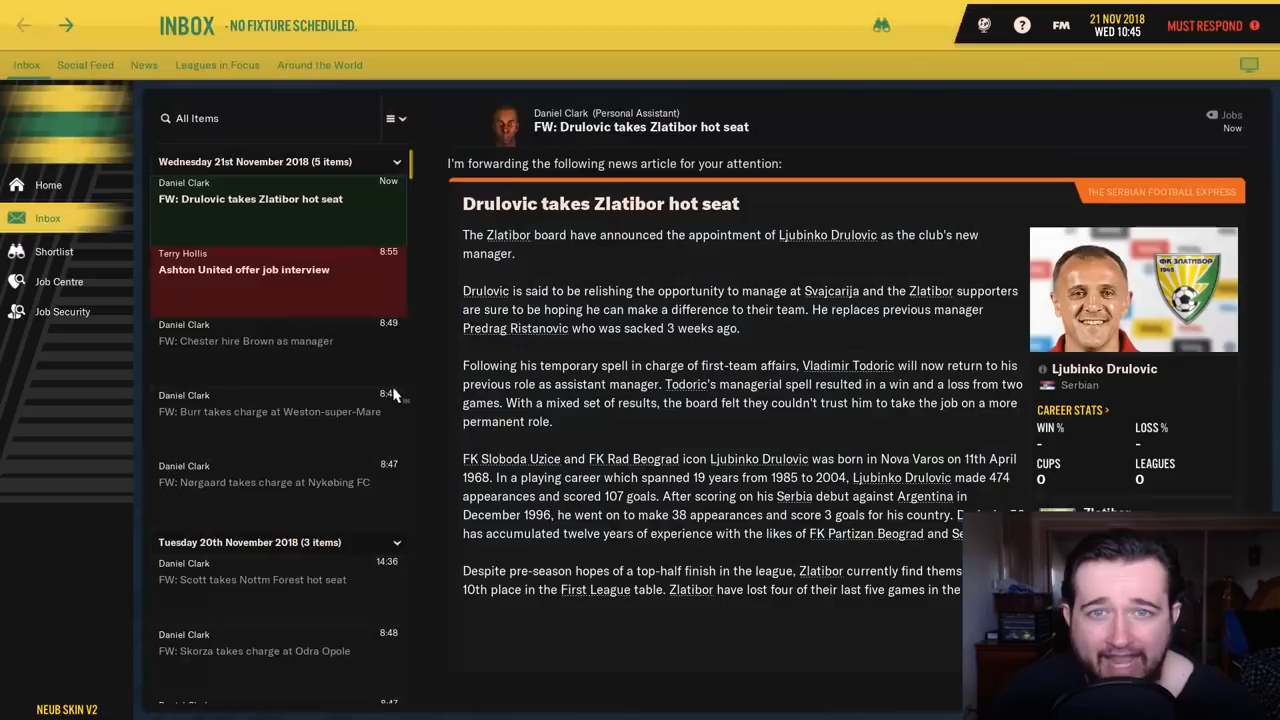 INBOX - NO FIXTURE SCHEDULED.
FM
21 NOV 2018
WED 10:45
MUST RESPOND
Inbox
Social Feed
News
Leagues in Focus
Around the World
Home
Inbox
Shortlist
Job Centre
Job Security
NEUB SKIN V2
All Items
Wednesday 21st November 2018 (5 items)
Daniel Clark
Now
FW: Drulovic takes Zlatibor hot seat
Terry Hollis
8:55
Ashton United offer job interview
Daniel Clark
8:49
FW: Chester hire Brown as manager
Daniel Clark
FW: Burr takes charge at Weston-super-Mare
Daniel Clark
8:47
FW: Nørgaard takes charge at Nykøbing FC
Tuesday 20th November 2018 (3 items)
Daniel Clark
14:36
FW: Scott takes Nottm Forest hot seat
Daniel Clark
8:48
FW: Skorza takes charge at Odra Opole
Daniel Clark (Personal Assistant)
FW: Drulovic takes Zlatibor hot seat
Jobs
Now
I'm forwarding the following news article for your attention:
THE SERBIAN FOOTBALL EXPRESS
Drulovic takes Zlatibor hot seat
The Zlatibor board have announced the appointment of Ljubinko Drulovic as the club's new
manager.
Drulovic is said to be relishing the opportunity to manage at Svajcarija and the Zlatibor supporters
are sure to be hoping he can make a difference to their team. He replaces previous manager
Predrag Ristanovic who was sacked 3 weeks ago.
Following his temporary spell in charge of first-team affairs, Vladimir Todoric will now return to his
previous role as assistant manager. Todoric's managerial spell resulted in a win and a loss from two
games. With a mixed set of results, the board felt they couldn't trust him to take the job on a more
permanent role.
FK Sloboda Uzice and FK Rad Beograd icon Ljubinko Drulovic was born in Nova Varos on 11th April
1968. In a playing career which spanned 19 years from 1985 to 2004, Ljubinko Drulovic made 474
appearances and scored 107 goals. After scoring on his Serbia debut against Argentina in
December 1996, he went on to make 38 appearances and score 3 goals for his country.
has accumulated twelve years of experience with the likes of FK Partizan Beograd and
Despite pre-season hopes of a top-half finish in the league, Zlatibor currently find
10th place in the First League table. Zlatibor have lost four of their last five games in the
ФК ЗЛАТИБОР
1945
Ljubinko Drulovic
Serbian
CAREER STATS >
WIN %
LOSS %
-
-
CUPS
LEAGUES
0
0